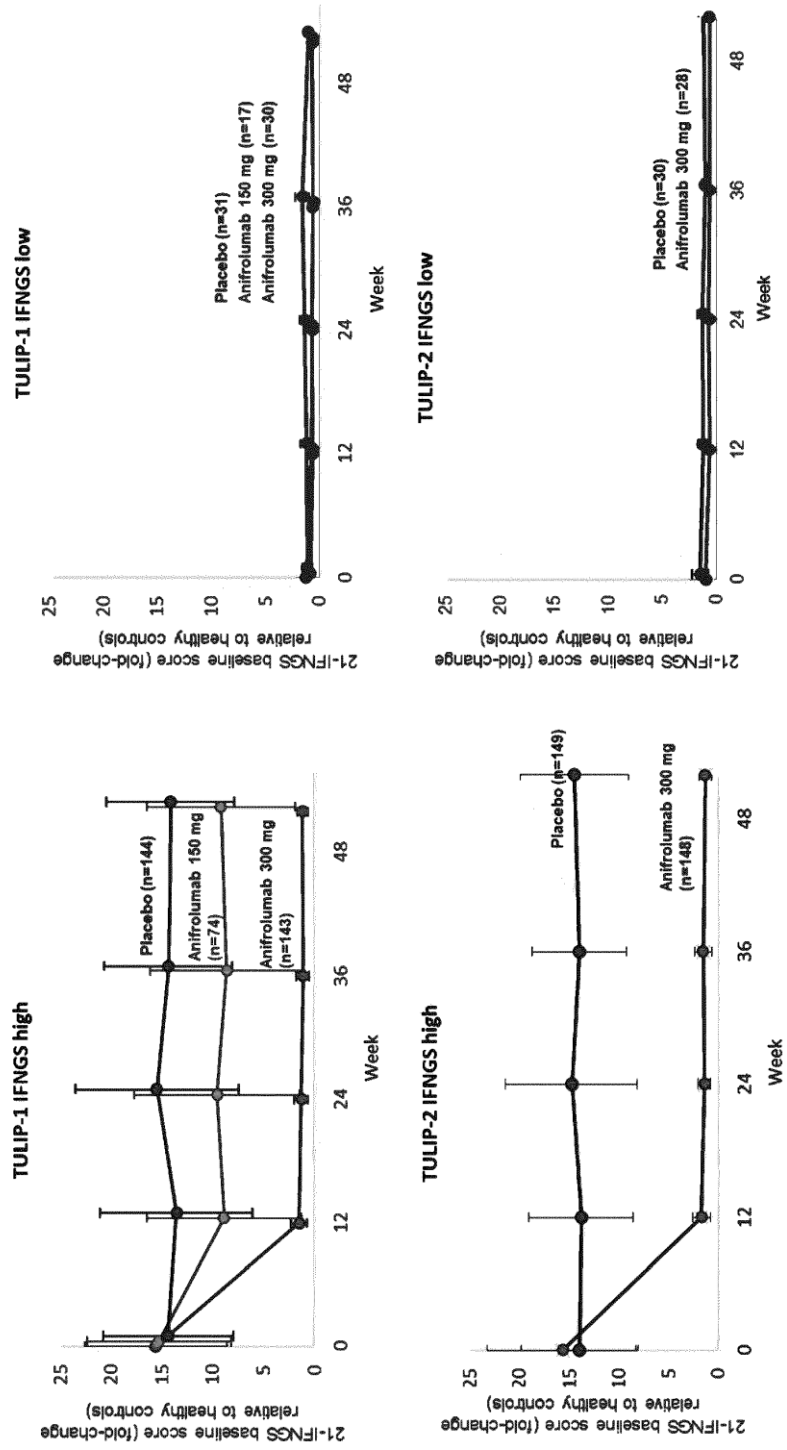 TULIP-1 IFNGS high
21-IFNGS baseline score (fold-change
relative to healthy controls)
25
20
15
10
5
0
Placebo (n=144)
Anifrolumab 150 mg
(n=74)
Anifrolumab 300 mg
(n=143)
0
12
24
36
48
Week
TULIP-1 IFNGS low
21-IFNGS baseline score (fold-change
relative to healthy controls)
25
20
15
10
5
0
Placebo (n=31)
Anifrolumab 150 mg (n=17)
Anifrolumab 300 mg (n=30)
0
12
24
36
48
Week
TULIP-2 IFNGS high
21-IFNGS baseline score (fold-change
relative to healthy controls)
25
20
15
10
5
0
Placebo (n=149)
Anifrolumab 300 mg
(n=148)
0
12
24
36
48
Week
TULIP-2 IFNGS low
21-IFNGS baseline score (fold-change
relative to healthy controls)
25
20
15
10
5
0
Placebo (n=30)
Anifrolumab 300 mg (n=28)
0
12
24
36
48
Week